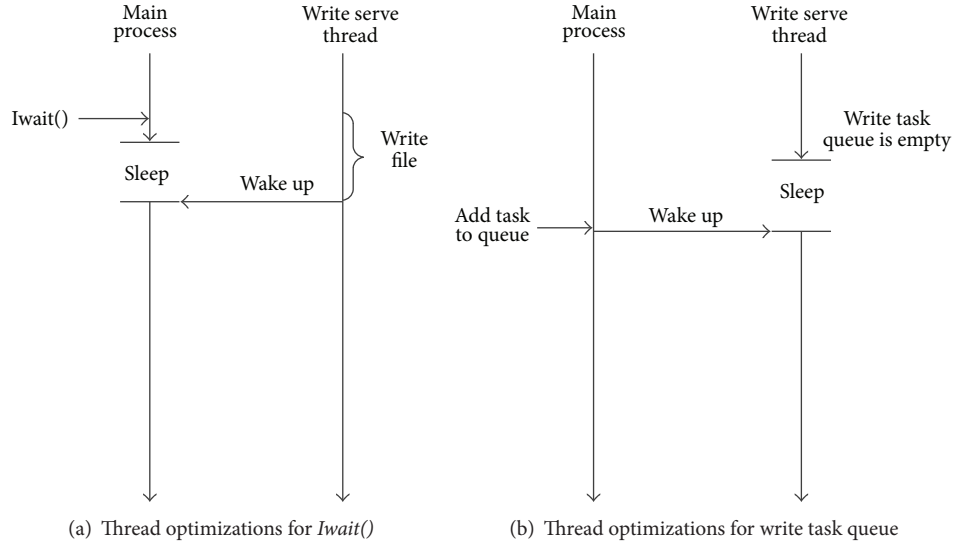 Main
process
Write serve
thread
Iwait()
Sleep
Write
file
Wake up
(a) Thread optimizations for Iwait()
Main
process
Write serve
thread
Write task
queue is empty
Sleep
Add task
to queue
Wake up
(b) Thread optimizations for write task queue